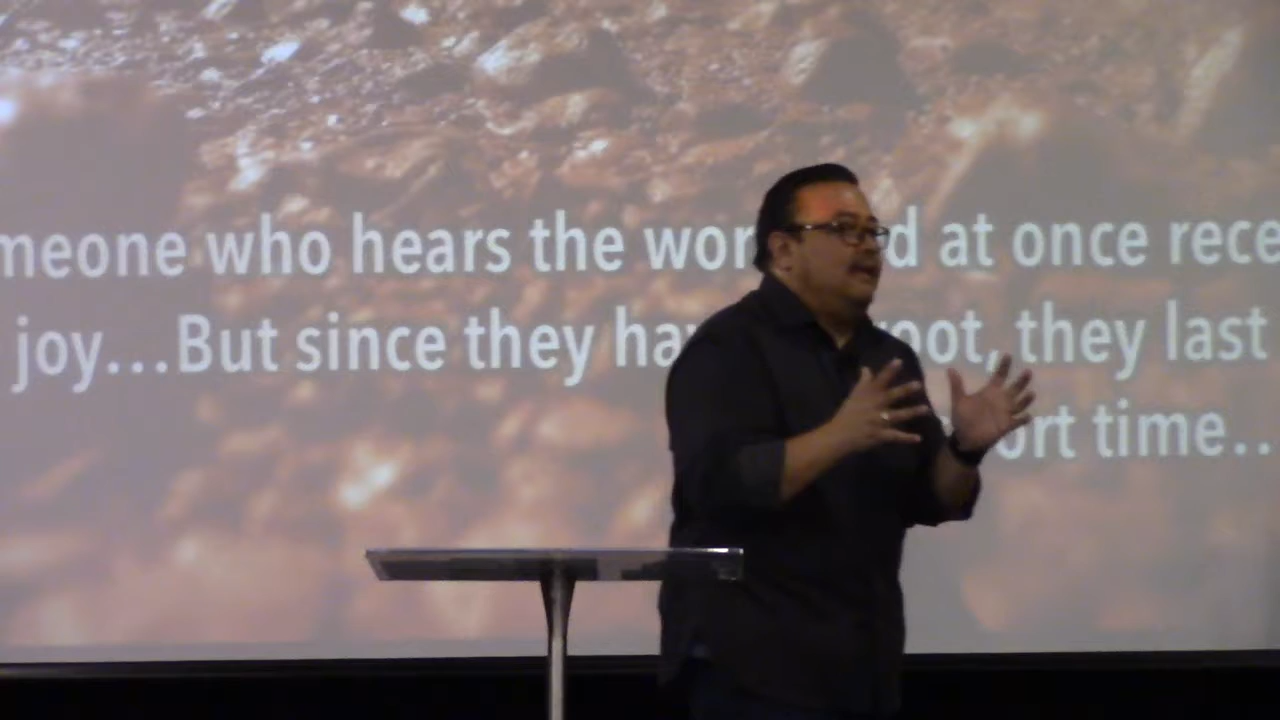 meone who hears the wor d at once rece
joy...But since they ha oot, they last
ort time..